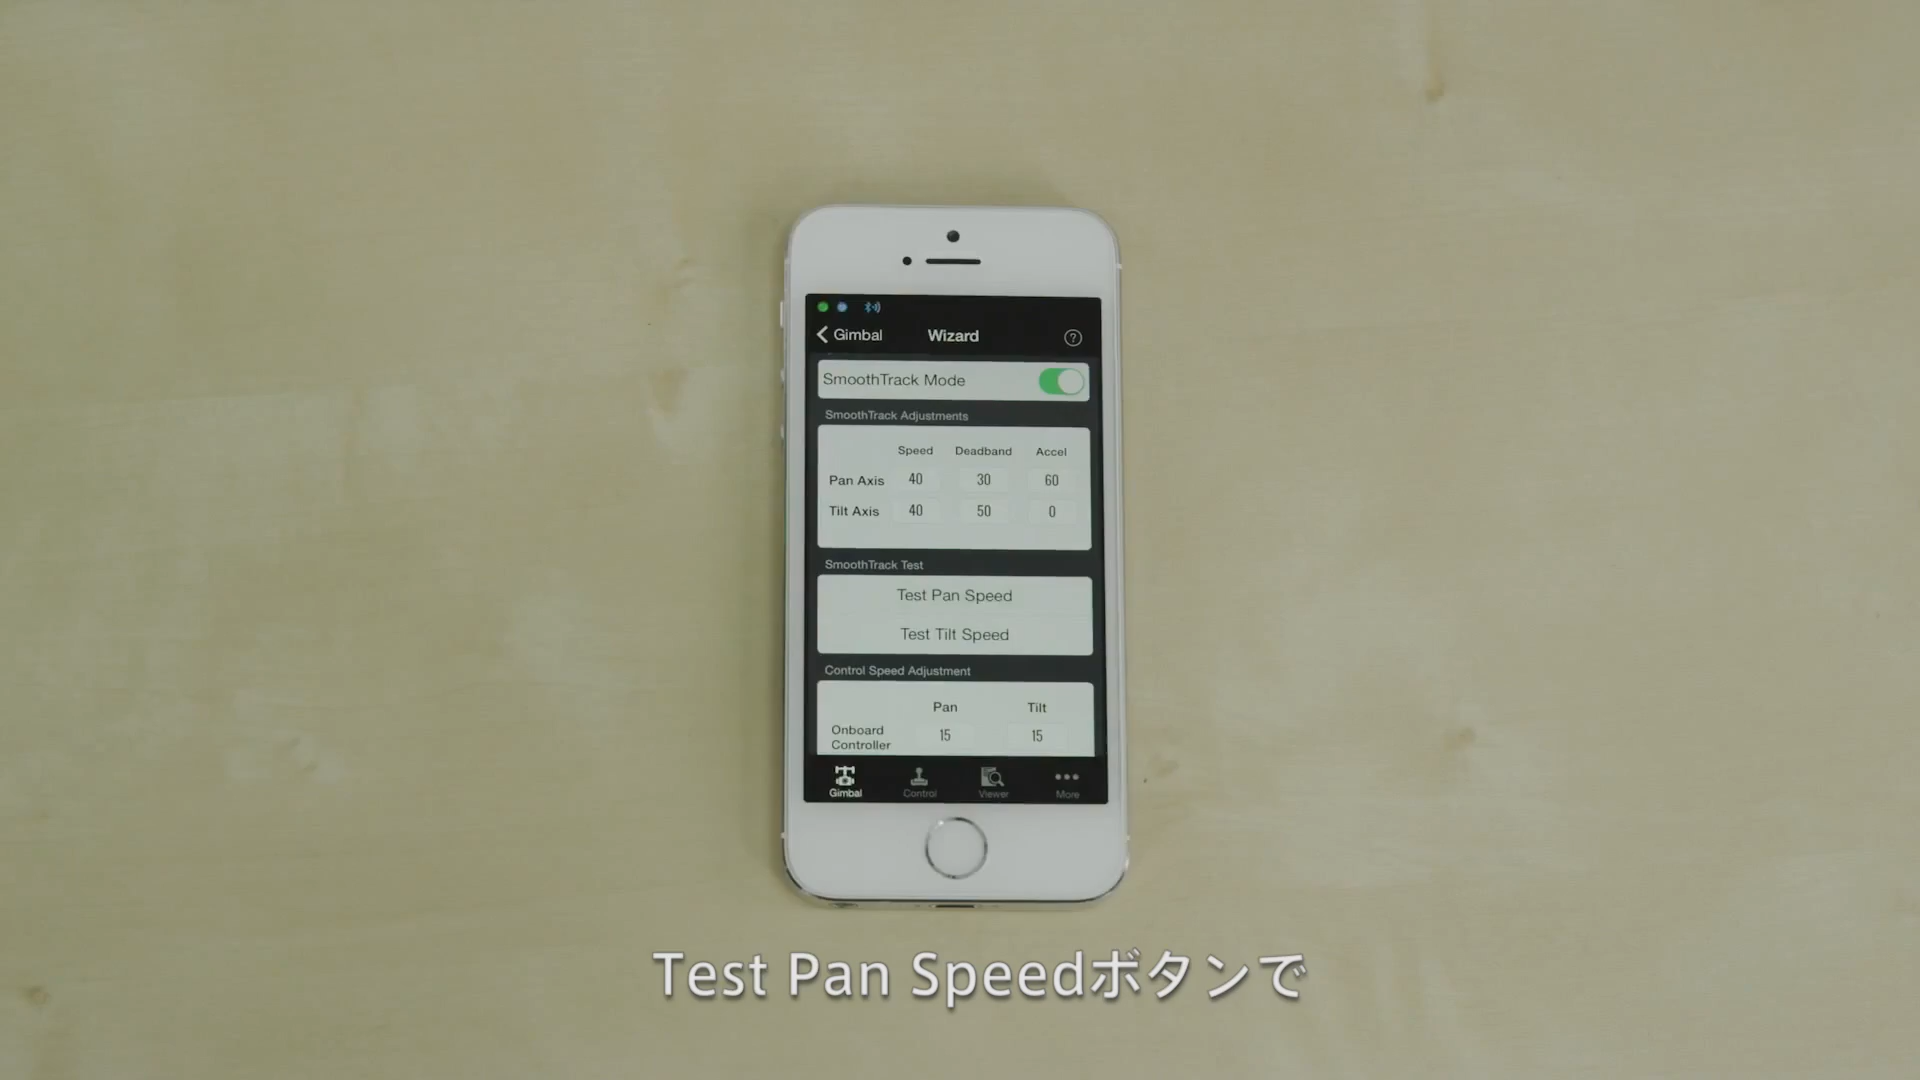 Gimbal
Wizard
?
SmoothTrack Mode
SmoothTrack Adjustments
Speed Deadband Accel
Pan Axis 40 30 60
Tilt Axis 40 50 0
SmoothTrack Test
Test Pan Speed
Test Tilt Speed
Control Speed Adjustment
Pan Tilt
Onboard
Controller 15 15
Gimbal Control Viewer More
Test Pan Speedボタンで